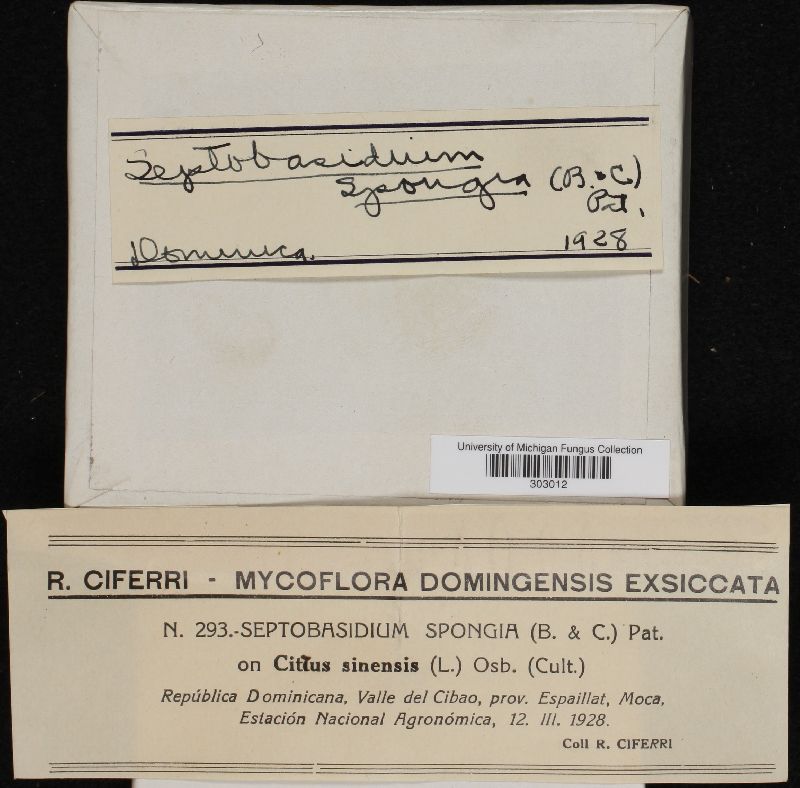 Septobasidium
Spongia (B. & C.)
Pat.
Dominica. 1928
University of Michigan Fungus Collection
303012
R. CIFERRI - MYCOFLORA DOMINGENSIS EXSICCATA
N. 293.-SEPTOBASIDIUM SPONGIA (B. & C.) Pat.
on Citrus sinensis (L.) Osb. (Cult.)
República Dominicana, Valle del Cibao, prov. Espaillat, Moca,
Estación Nacional Agronómica, 12. III. 1928.
Coll R. CIFERRI